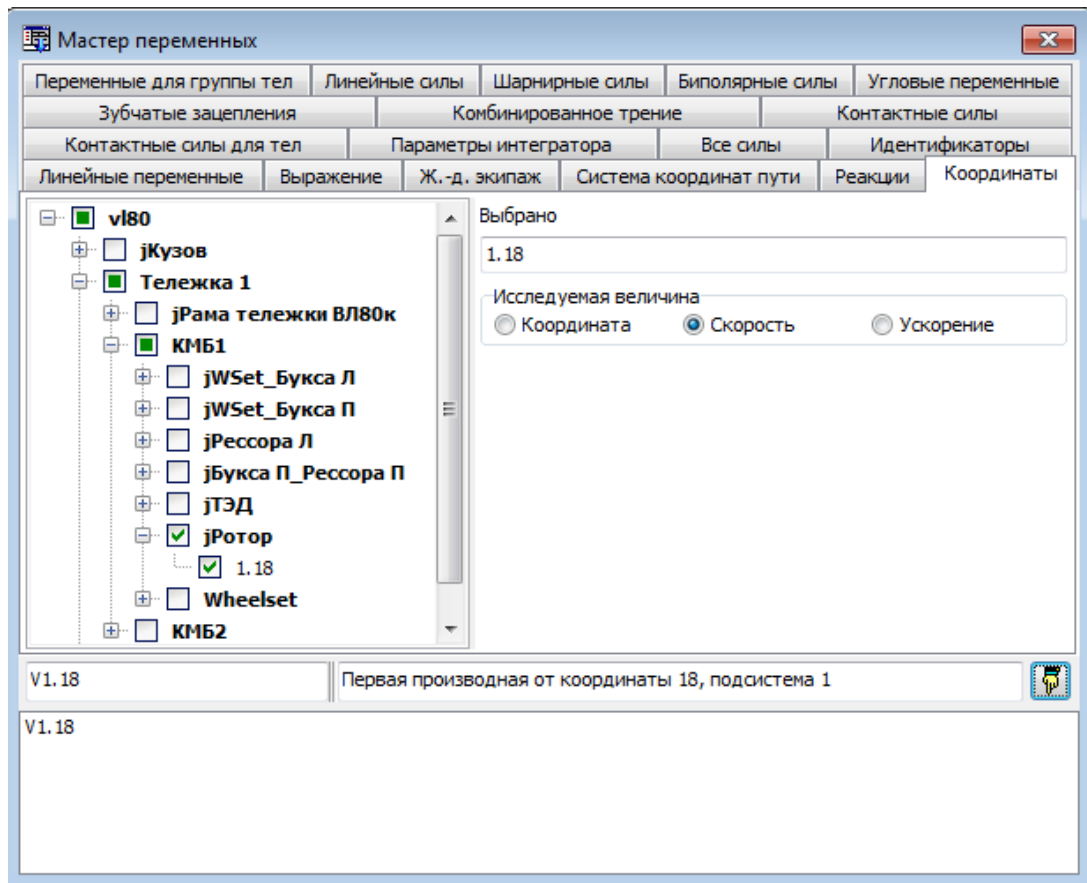 Мастер переменных
Переменные для группы тел Линейные силы Шарнирные силы Биполярные силы Угловые переменные
Зубчатые зацепления Комбинированное трение Контактные силы
Контактные силы для тел Параметры интегратора Все силы Идентификаторы
Линейные переменные Выражение Ж.-д. экипаж Система координат пути Реакции Координаты
vl80
jКузов
Тележка 1
jРама тележки ВЛ80к
КМБ1
jWSet_Букса Л
jWSet_Букса П
jРессора Л
jБукса П_Рессора П
jТЭД
jРотор
1.18
Wheelset
КМБ2
Выбрано
1.18
Исследуемая величина
Координата Скорость Ускорение
V1.18 Первая производная от координаты 18, подсистема 1
V1.18